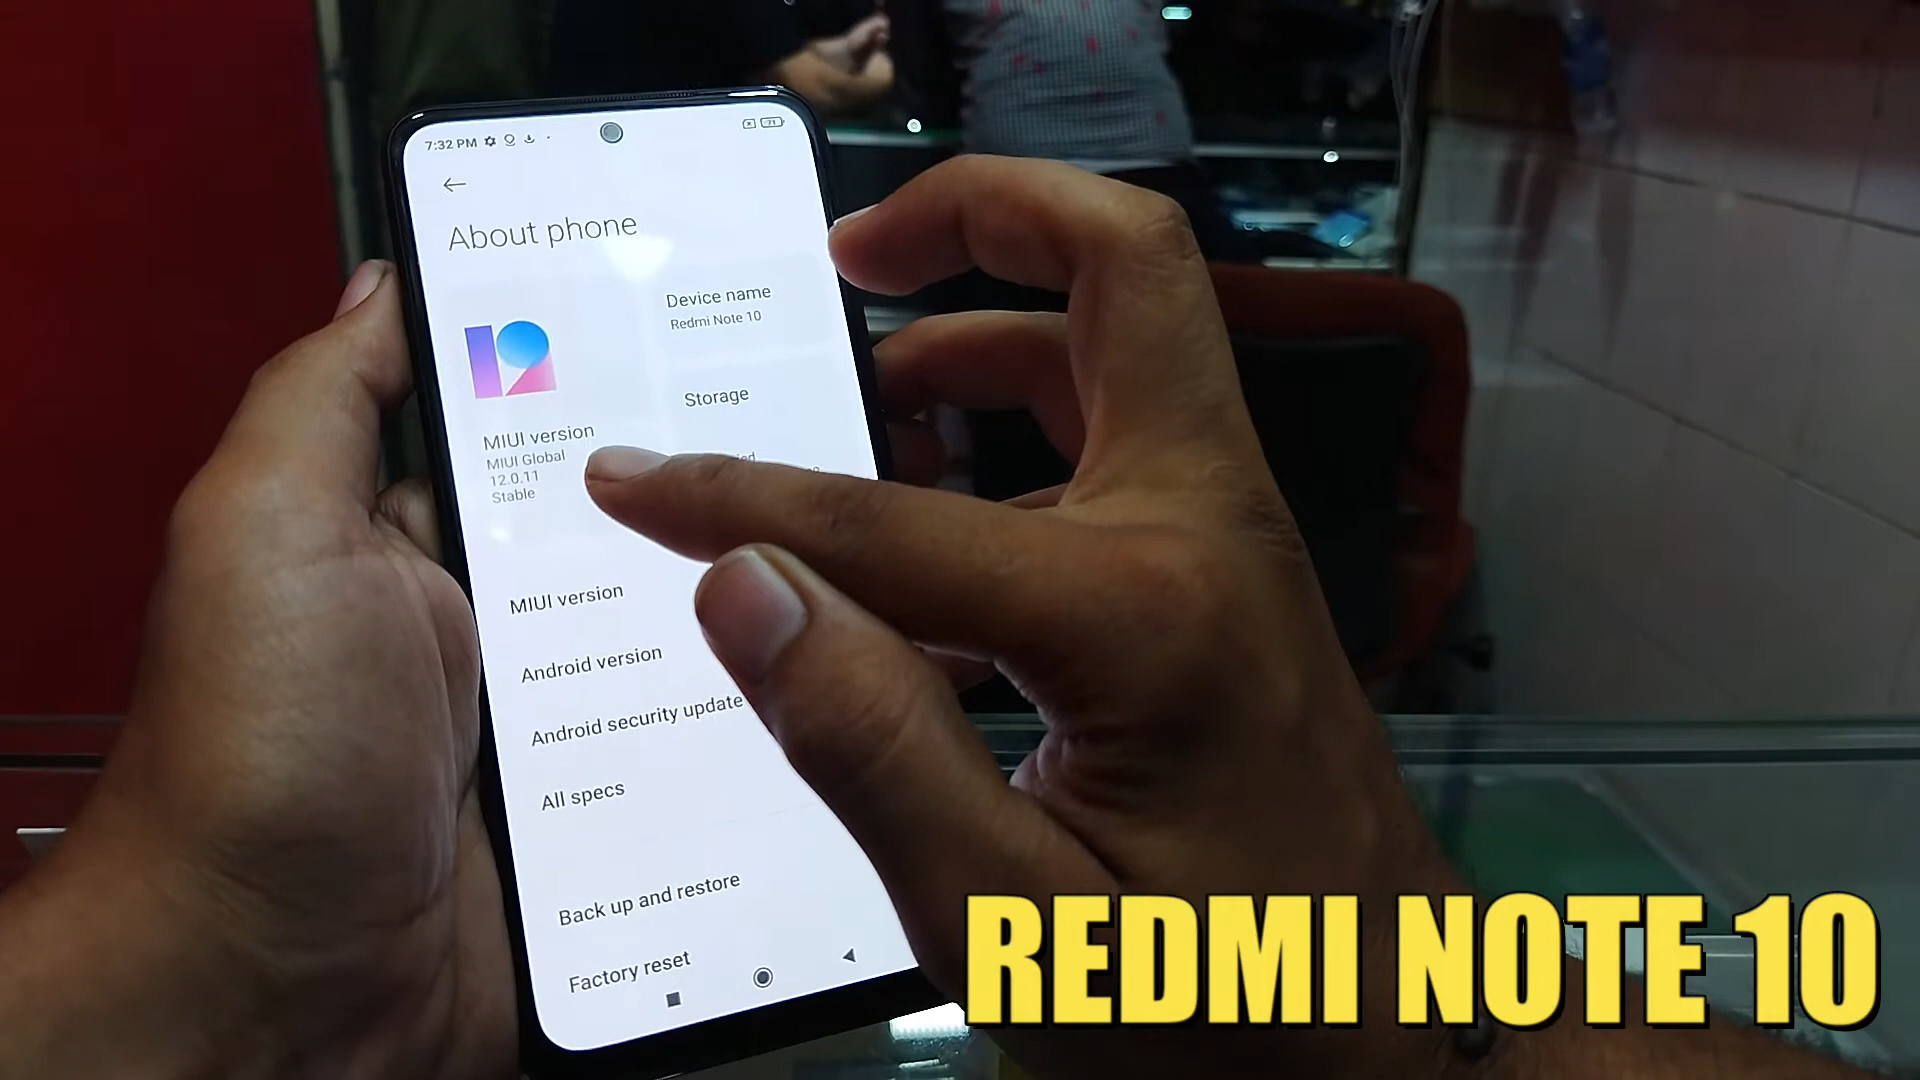 7:32 PM
71
About phone
Device name
Redmi Note 10
Storage
MIUI version
MIUI Global
12.0.11
Stable
MIUI version
Android version
Android security update
All specs
Back up and restore
Factory reset
REDMI NOTE 10